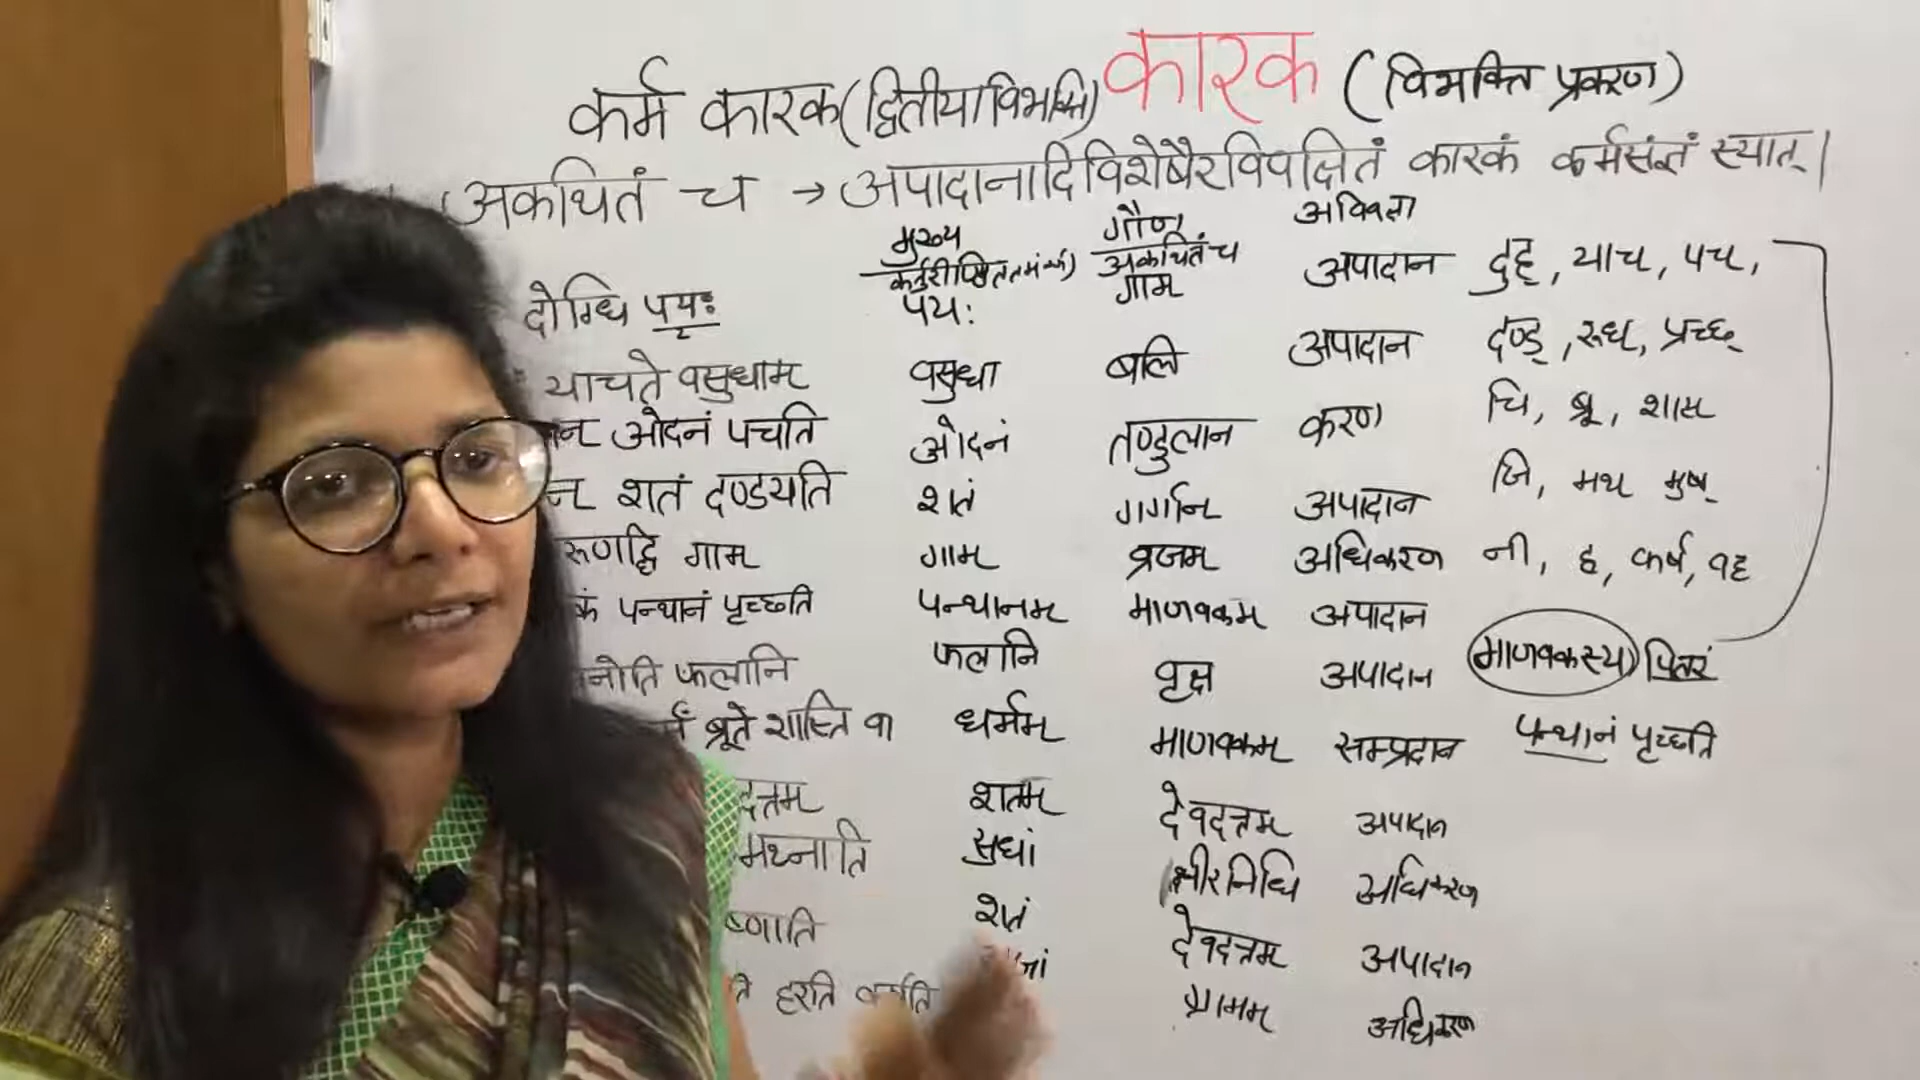 कर्म कारक (द्वितीया विभक्ति) कारक (विभक्ति प्रकरण)
अकथितं च → अपादानादिविशेषैरविवक्षितं कारकं कर्मसंज्ञं स्यात् ।
मुख्य गौण अविवक्षा
अकथितं च अपादान दुह्, याच, पच,
दोग्धि पयः पयः गाम
याचते वसुधाम वसुधा बलि अपादान दण्ड्, रूध, प्रच्छ्
ओदनं पचति ओदनं तण्डुलान करण चि, ब्रू, शास
शतं दण्डयति शतं गर्गान अपादान जि, मथ मुष्
रूणद्धि गाम गाम व्रजम अधिकरण नी, हृ, कर्ष, वह
कं पन्थानं पृच्छति पन्थानम माणवकम अपादान माणवकस्य पितरं
नोति फलानि फलानि वृक्ष अपादान
ब्रूते शास्ति वा धर्मम माणवकम सम्प्रदान पन्थानं पृच्छति
दत्तम शतम देवदत्तम अपादान
मथ्नाति सुधां क्षीरनिधि अधिकरण
ष्णाति शतं देवदत्तम अपादान
हरति ग्रामम अधिकरण